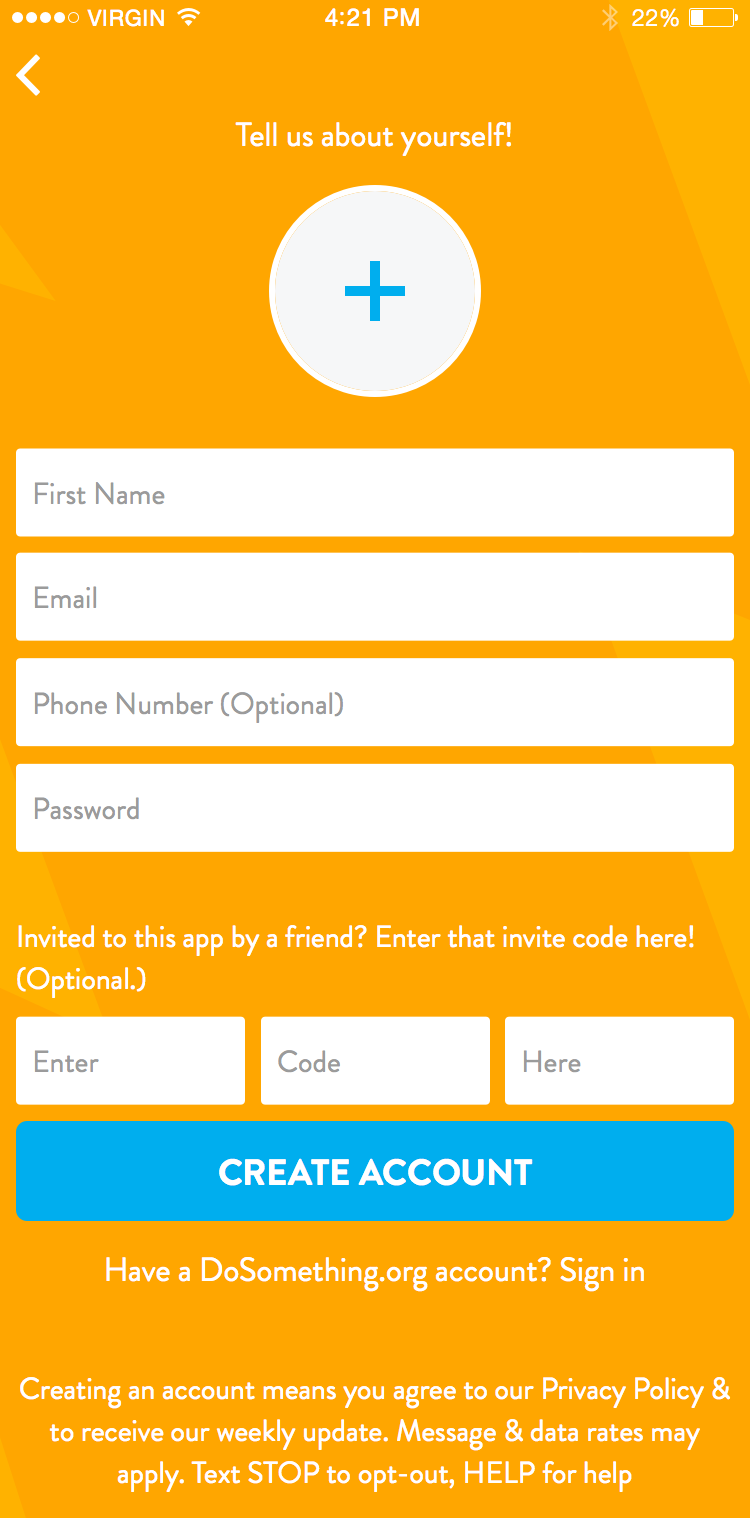 VIRGIN 4:21 PM 22%
Tell us about yourself!
First Name
Email
Phone Number (Optional)
Password
Invited to this app by a friend? Enter that invite code here!
(Optional.)
Enter Code Here
CREATE ACCOUNT
Have a DoSomething.org account? Sign in
Creating an account means you agree to our Privacy Policy &
to receive our weekly update. Message & data rates may
apply. Text STOP to opt-out, HELP for help